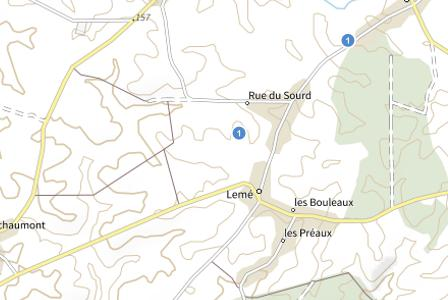 157
1
Rue du Sourd
1
Lemé
les Bouleaux
chaumont
les Préaux